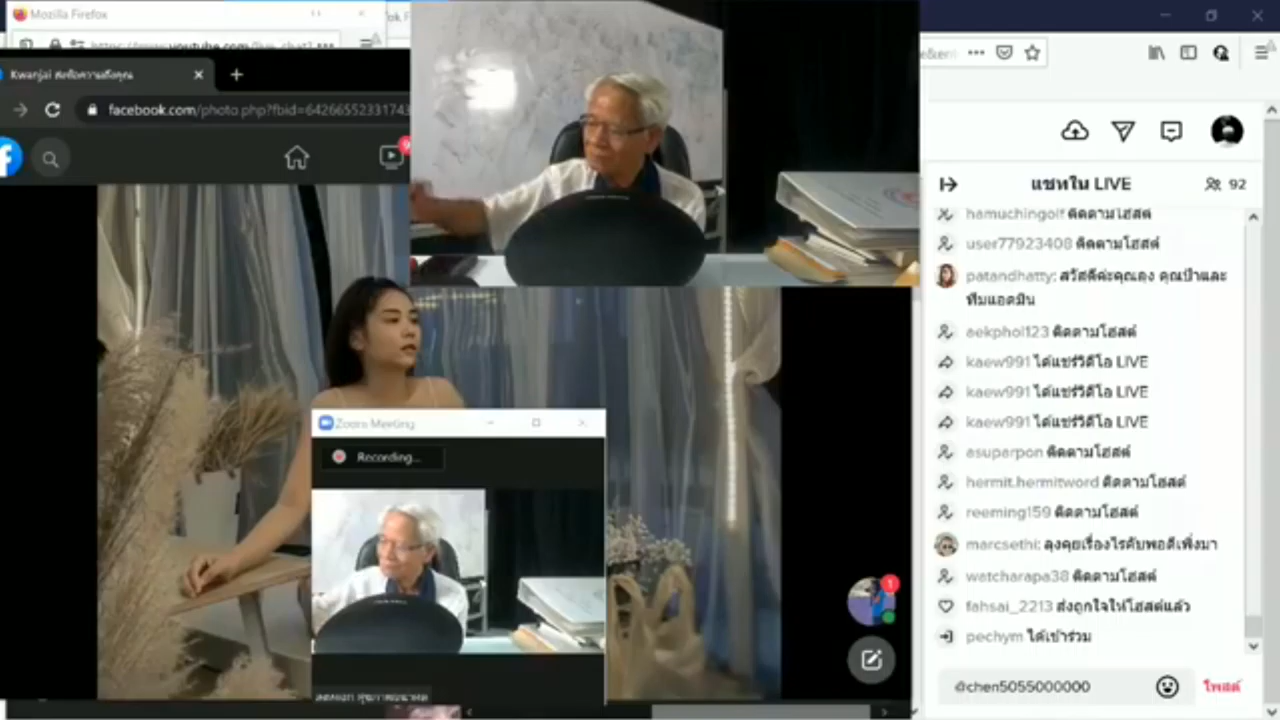 Mozilla Firefox
Kwanjai ส่งข้อความถึงคุณ
facebook.com/photo.php?fbid=64266552331743
แชทใน LIVE
92
hamuchingolf ติดตามโฮสต์
user77923408 ติดตามโฮสต์
patandhatty: สวัสดีค่ะคุณลุง คุณป้าและ
ทีมแอดมิน
aekphol123 ติดตามโฮสต์
kaew991 ได้แชร์วิดีโอ LIVE
kaew991 ได้แชร์วิดีโอ LIVE
kaew991 ได้แชร์วิดีโอ LIVE
asuparpon ติดตามโฮสต์
hermit.hermitword ติดตามโฮสต์
reeming159 ติดตามโฮสต์
marcsethi: ลุงคุยเรื่องไรคับพอดีเพิ่งมา
watcharapa38 ติดตามโฮสต์
fahsai_2213 ส่งถูกใจให้โฮสต์แล้ว
pechym ได้เข้าร่วม
@chen5055000000
โพสต์
Zoom Meeting
Recording...
1